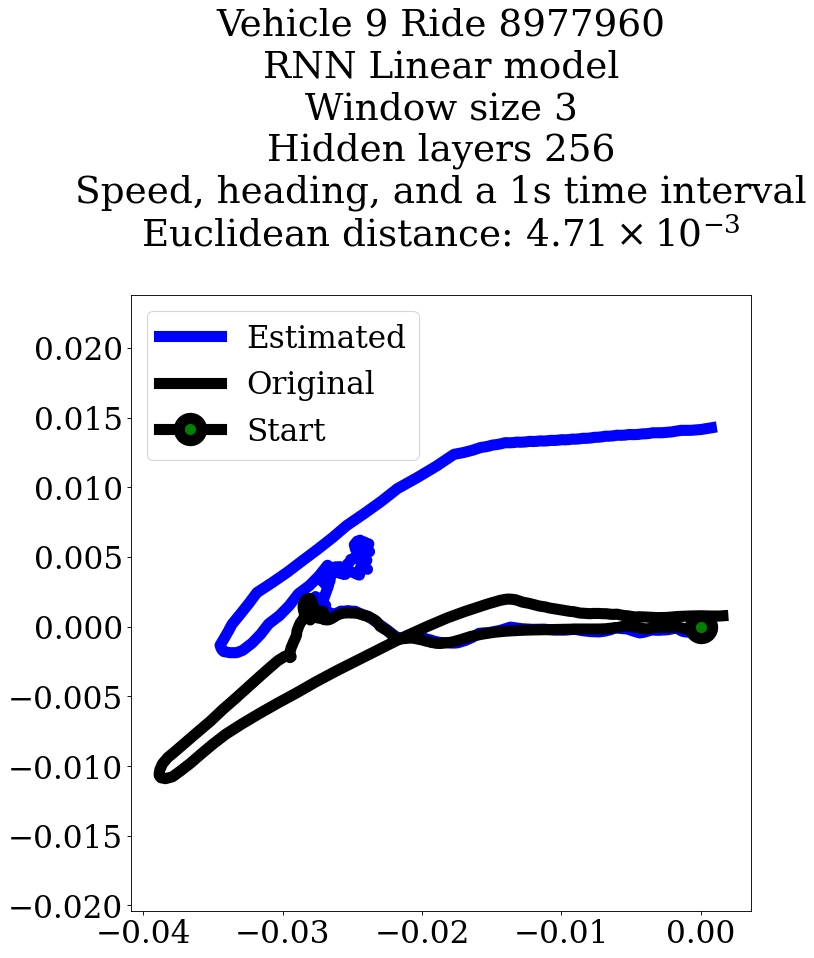 Vehicle 9 Ride 8977960
RNN Linear model
Window size 3
Hidden layers 256
Speed, heading, and a 1s time interval
Euclidean distance: 4.71 × 10⁻³
Estimated
Original
Start
0.020
0.015
0.010
0.005
0.000
−0.005
−0.010
−0.015
−0.020
−0.04 −0.03 −0.02 −0.01 0.00